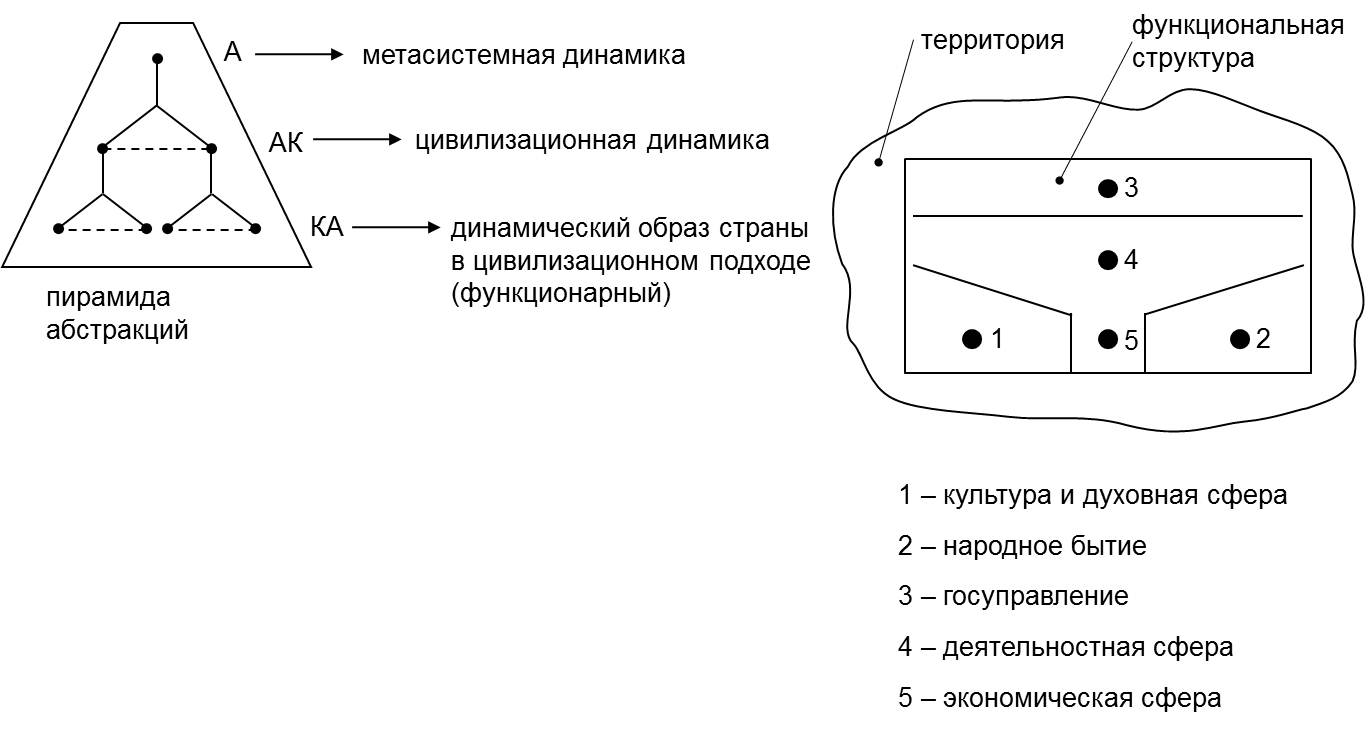 А
метасистемная динамика
АК
цивилизационная динамика
КА
динамический образ страны
в цивилизационном подходе
(функционарный)
пирамида
абстракций
территория
функциональная
структура
3
4
1
5
2
1 – культура и духовная сфера
2 – народное бытие
3 – госуправление
4 – деятельностная сфера
5 – экономическая сфера